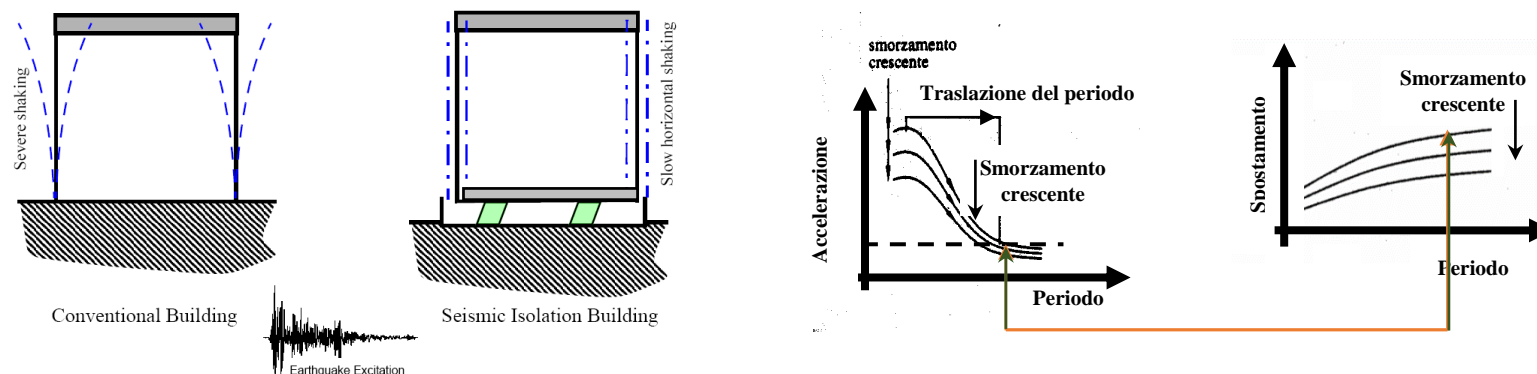 Severe shaking
Conventional Building
Earthquake Excitation
Slow horizontal shaking
Seismic Isolation Building
smorzamento
crescente
Traslazione del periodo
Smorzamento
crescente
Accelerazione
Periodo
Smorzamento
crescente
Spostamento
Periodo